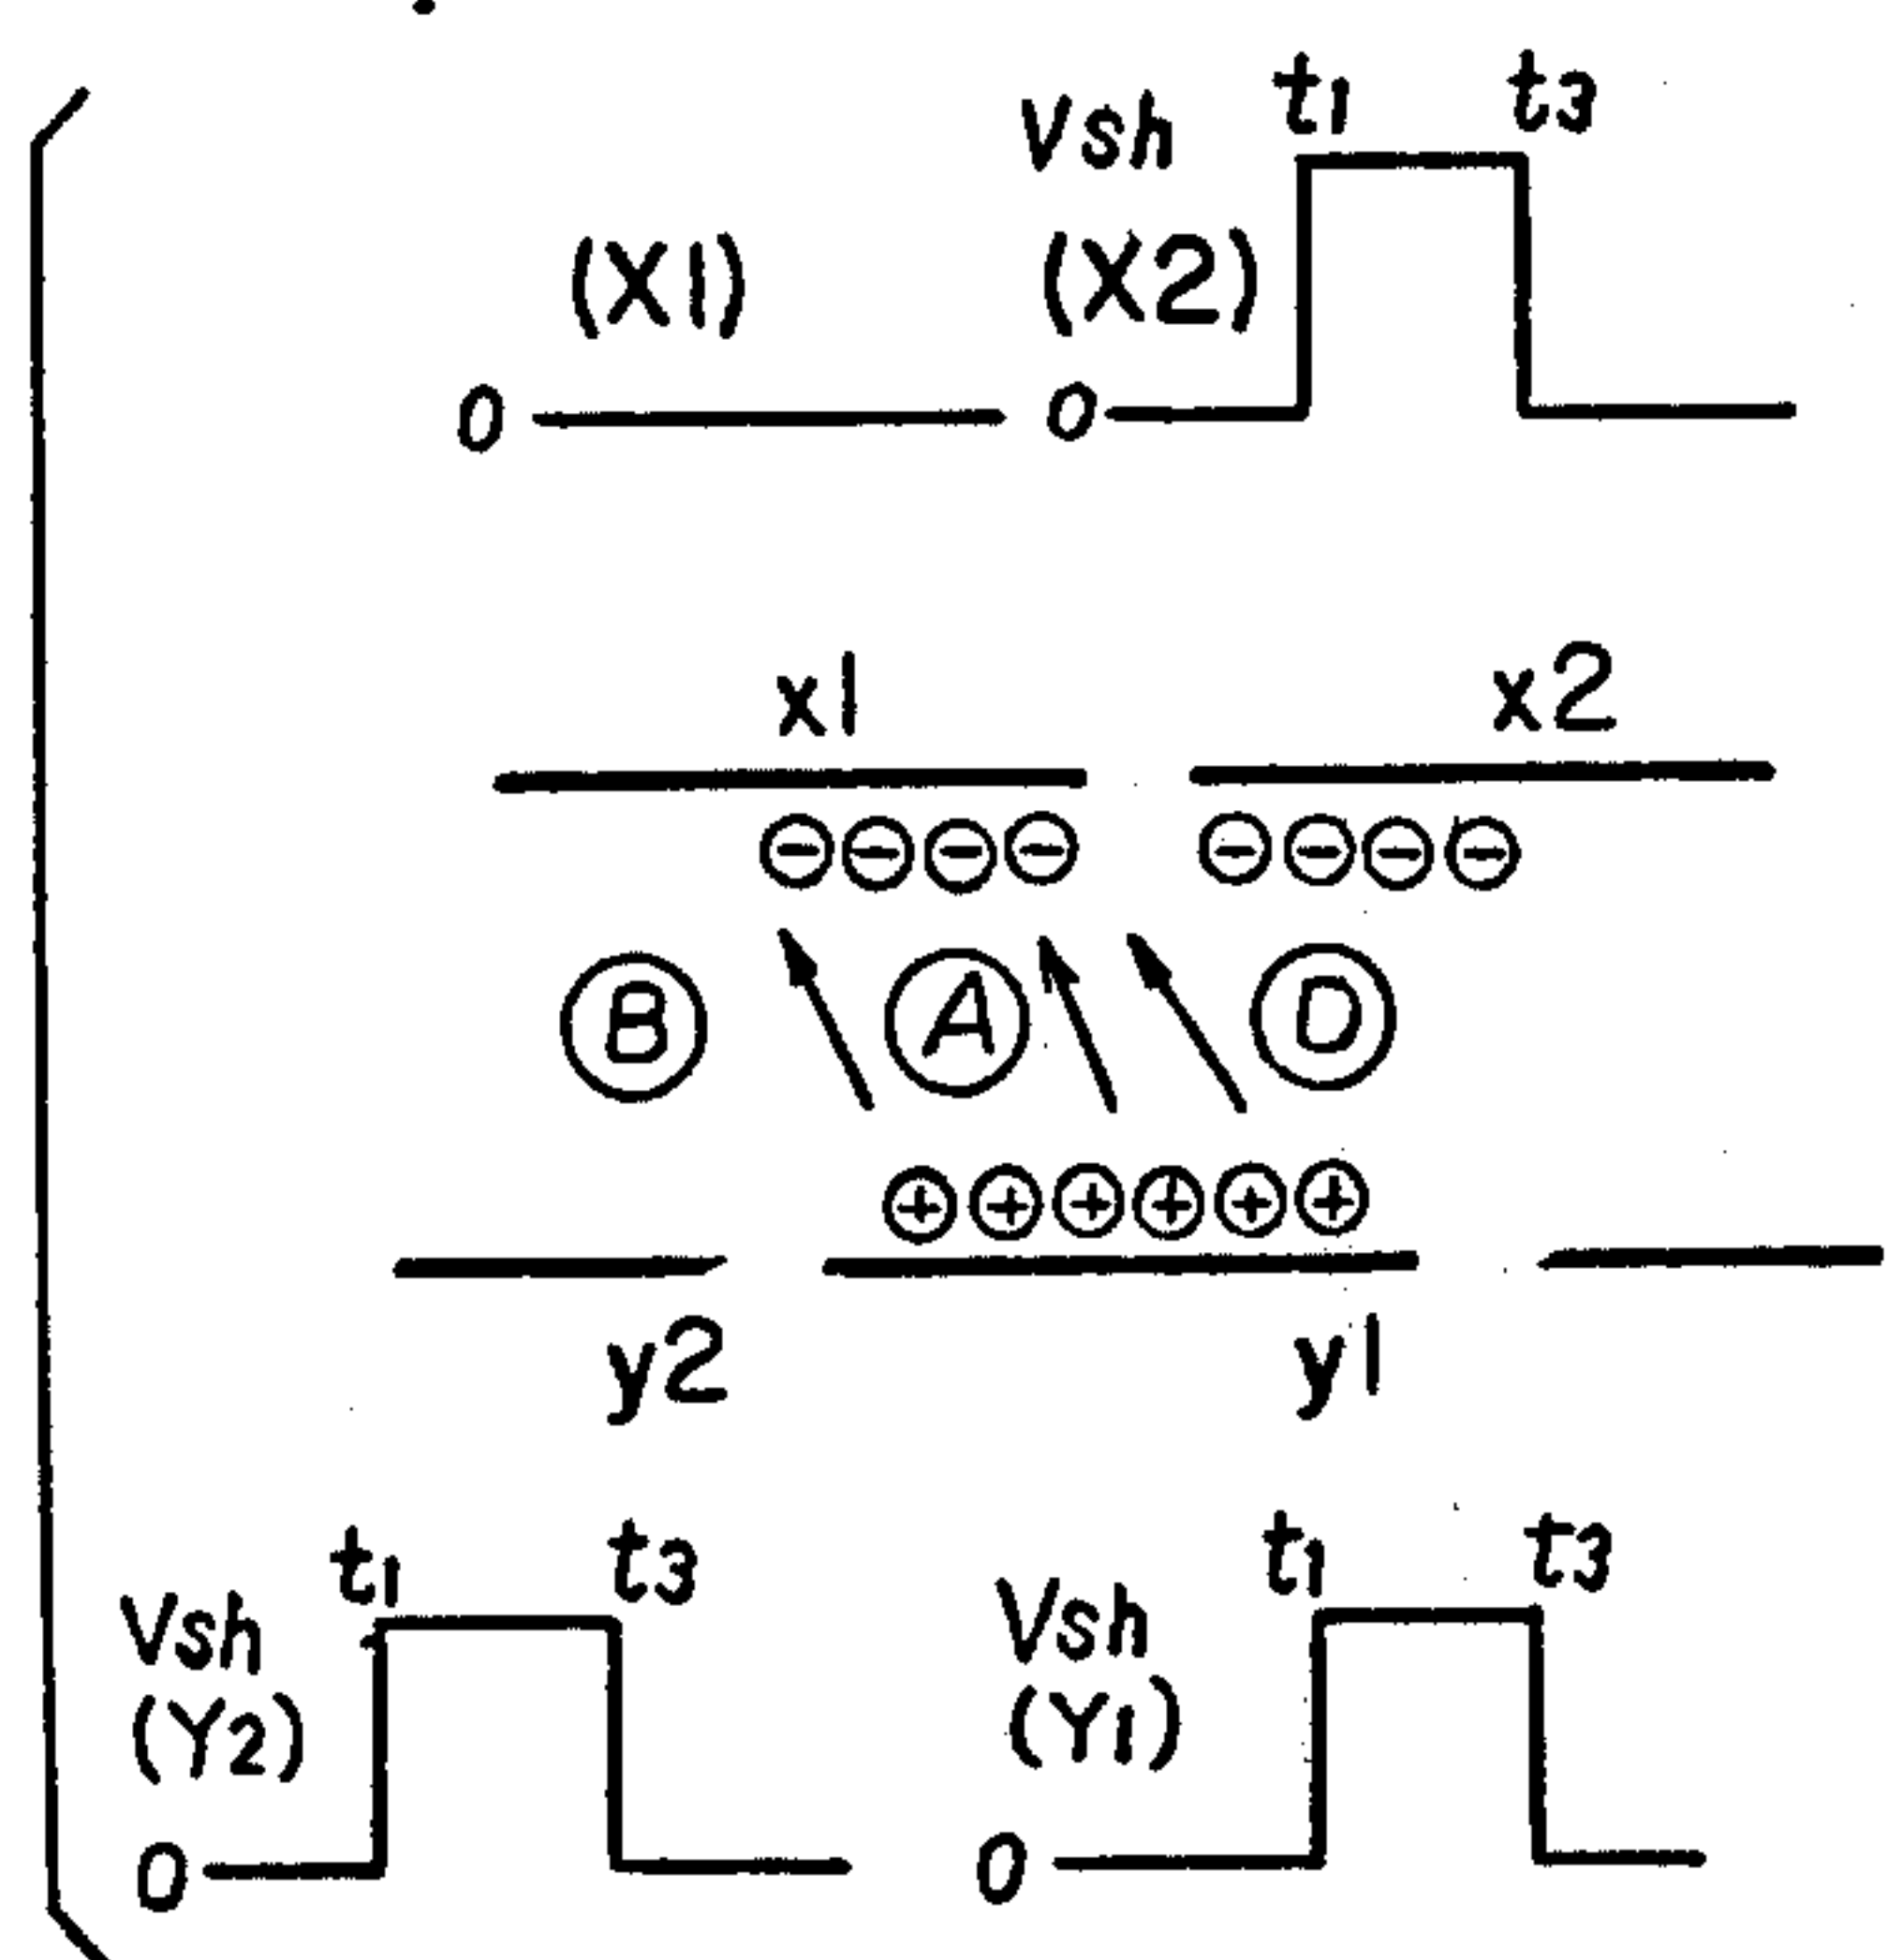 t1 t3
Vsh
(X1) (X2)
0 0
x1 x2
⊖ ⊖ ⊖ ⊖ ⊖ ⊖ ⊖ ⊖
Ⓑ Ⓐ Ⓓ
⊕ ⊕ ⊕ ⊕ ⊕ ⊕
y2 y1
t1 t3 t1 t3
Vsh Vsh
(Y2) (Y1)
0 0